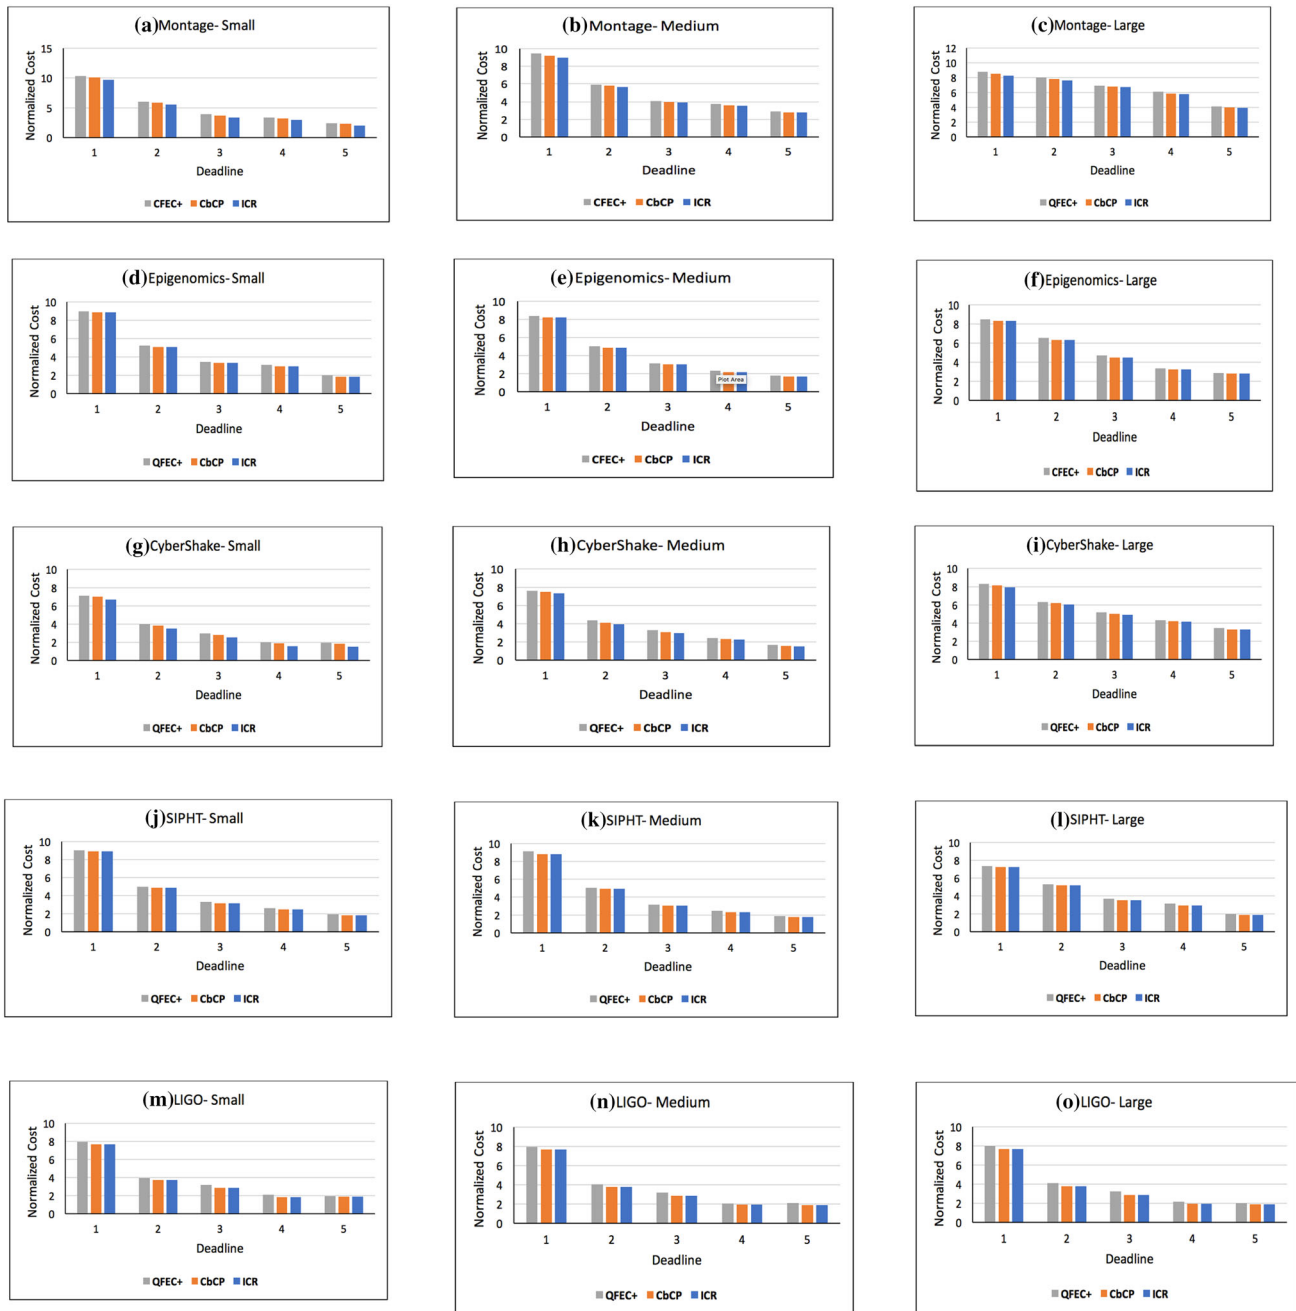 (a)Montage- Small
Normalized Cost
15
10
5
0
1 2 3 4 5
Deadline
CFEC+ CbCP ICR
(b)Montage- Medium
Normalized Cost
10
8
6
4
2
0
1 2 3 4 5
Deadline
CFEC+ CbCP ICR
(c)Montage- Large
Normalized Cost
12
10
8
6
4
2
0
1 2 3 4 5
Deadline
QFEC+ CbCP ICR
(d)Epigenomics- Small
Normalized Cost
10
8
6
4
2
0
1 2 3 4 5
Deadline
QFEC+ CbCP ICR
(e)Epigenomics- Medium
Normalized Cost
10
8
6
4
2
0
Plot Area
1 2 3 4 5
Deadline
CFEC+ CbCP ICR
(f)Epigenomics- Large
Normalized Cost
10
8
6
4
2
0
1 2 3 4 5
Deadline
CFEC+ CbCP ICR
(g)CyberShake- Small
Normalized Cost
10
8
6
4
2
0
1 2 3 4 5
Deadline
QFEC+ CbCP ICR
(h)CyberShake- Medium
Normalized Cost
10
8
6
4
2
0
1 2 3 4 5
Deadline
QFEC+ CbCP ICR
(i)CyberShake- Large
Normalized Cost
10
8
6
4
2
0
1 2 3 4 5
Deadline
QFEC+ CbCP ICR
(j)SIPHT- Small
Normalized Cost
10
8
6
4
2
0
1 2 3 4 5
Deadline
QFEC+ CbCP ICR
(k)SIPHT- Medium
Normalized Cost
10
8
6
4
2
0
1 2 3 4 5
Deadline
QFEC+ CbCP ICR
(l)SIPHT- Large
Normalized Cost
10
8
6
4
2
0
1 2 3 4 5
Deadline
QFEC+ CbCP ICR
(m)LIGO- Small
Normalized Cost
10
8
6
4
2
0
1 2 3 4 5
Deadline
QFEC+ CbCP ICR
(n)LIGO- Medium
Normalized Cost
10
8
6
4
2
0
1 2 3 4 5
Deadline
QFEC+ CbCP ICR
(o)LIGO- Large
Normalized Cost
10
8
6
4
2
0
1 2 3 4 5
Deadline
QFEC+ CbCP ICR